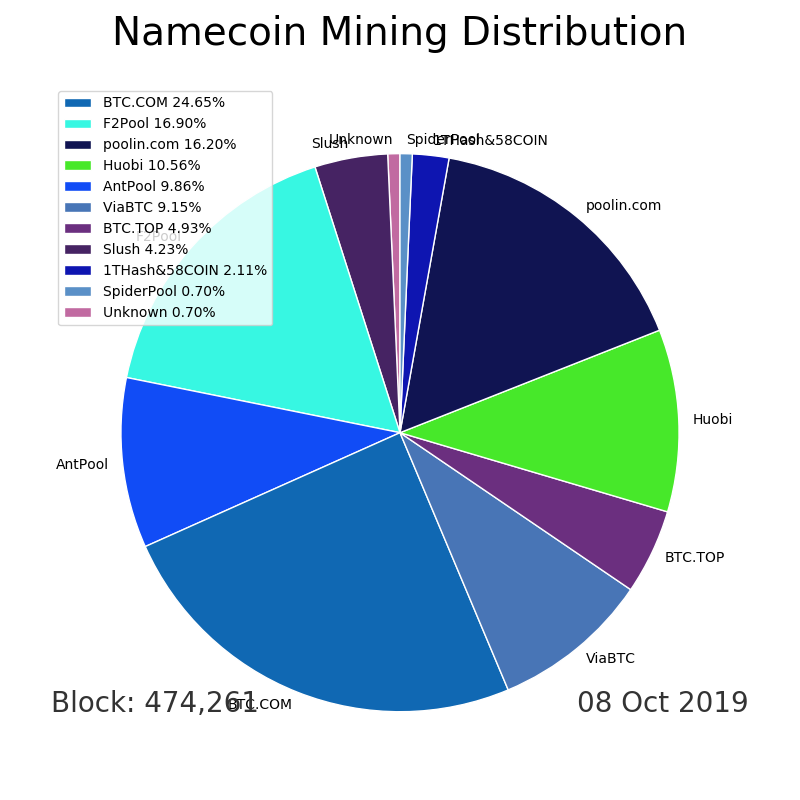 Namecoin Mining Distribution
BTC.COM 24.65%
F2Pool 16.90%
poolin.com 16.20%
Huobi 10.56%
AntPool 9.86%
ViaBTC 9.15%
BTC.TOP 4.93%
Slush 4.23%
1THash&58COIN 2.11%
SpiderPool 0.70%
Unknown 0.70%
Slush
Unknown
SpiderPool
1THash&58COIN
poolin.com
F2Pool
Huobi
AntPool
BTC.TOP
ViaBTC
BTC.COM
Block: 474,261
08 Oct 2019